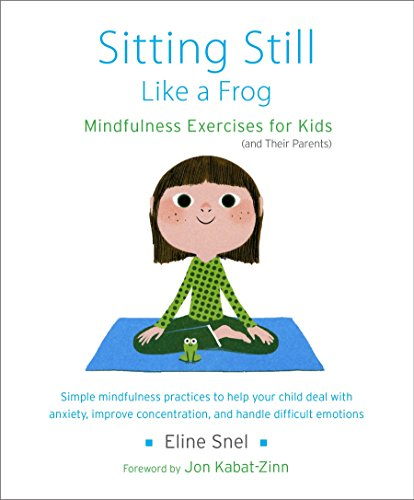 Sitting Still
Like a Frog
Mindfulness Exercises for Kids
(and Their Parents)
Simple mindfulness practices to help your child deal with
anxiety, improve concentration, and handle difficult emotions
Eline Snel
Foreword by Jon Kabat-Zinn